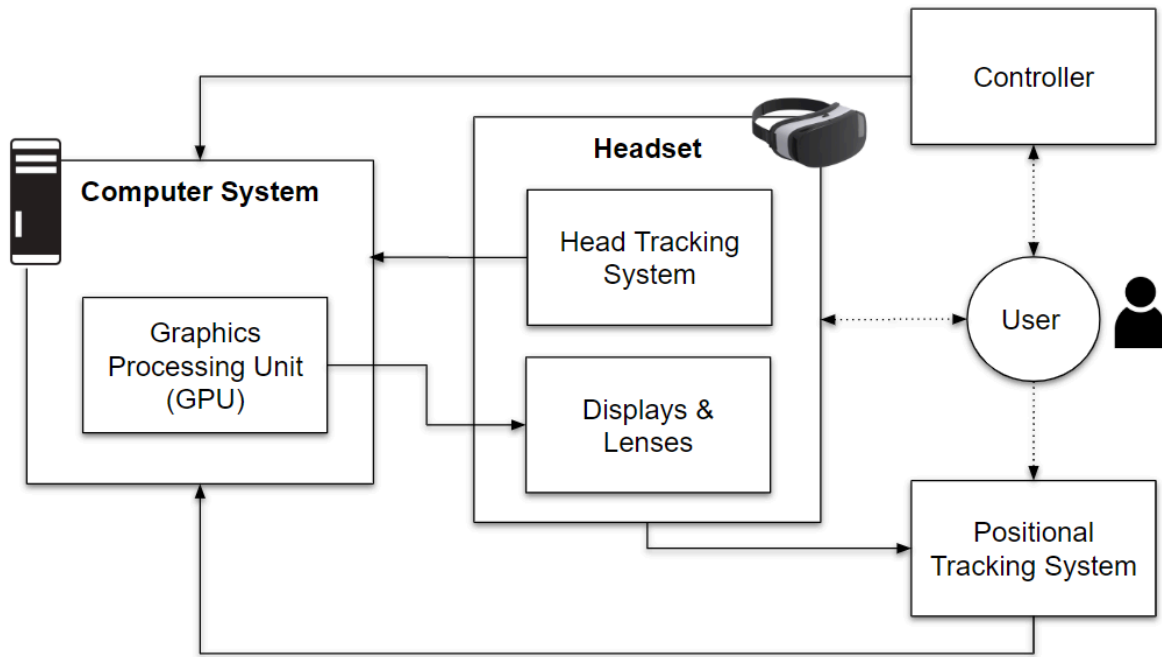 Controller
Headset
Computer System
Head Tracking
System
Graphics
Processing Unit
(GPU)
User
Displays &
Lenses
Positional
Tracking System